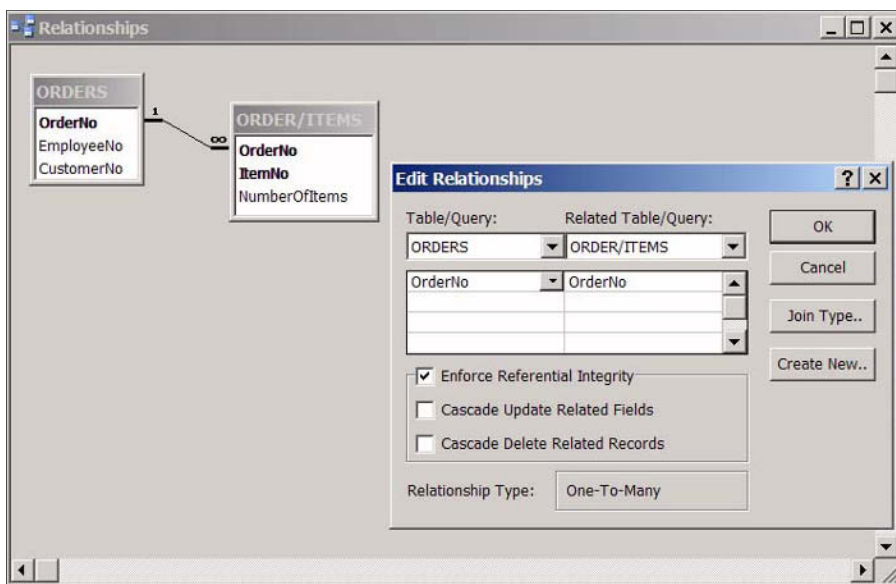 Relationships
ORDERS
OrderNo
EmployeeNo
CustomerNo
1
∞
ORDER/ITEMS
OrderNo
ItemNo
NumberOfItems
Edit Relationships
Table/Query: Related Table/Query:
ORDERS ORDER/ITEMS
OrderNo OrderNo
Enforce Referential Integrity
Cascade Update Related Fields
Cascade Delete Related Records
Relationship Type: One-To-Many
OK
Cancel
Join Type..
Create New..